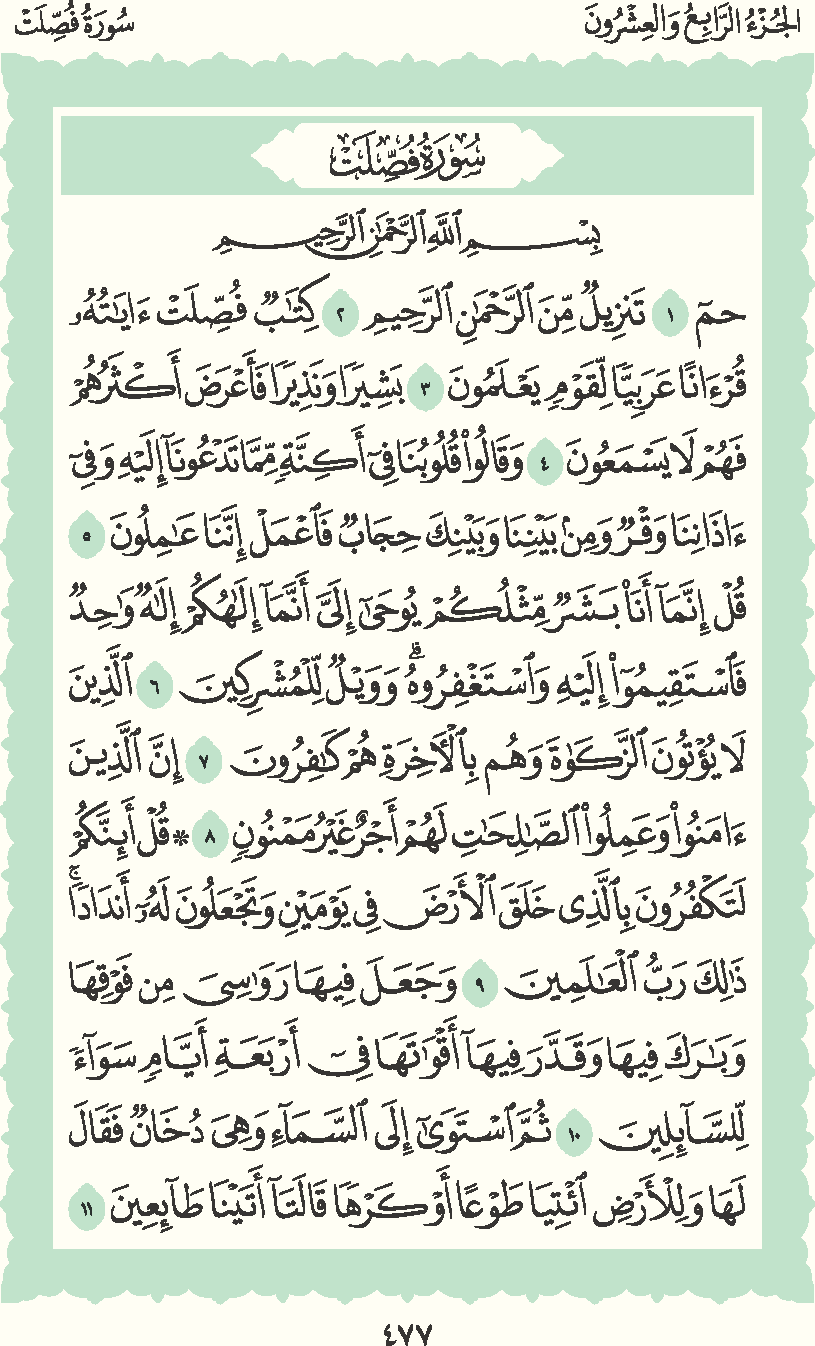 الجُزْءُ الرَّابِعُ وَالعِشْرُونَ
سُورَةُ فُصِّلَتْ
سُورَةُ فُصِّلَتْ
بِسْمِ ٱللَّهِ ٱلرَّحْمَٰنِ ٱلرَّحِيمِ
حمٓ ١ تَنزِيلٌ مِّنَ ٱلرَّحْمَٰنِ ٱلرَّحِيمِ ٢ كِتَٰبٌ فُصِّلَتْ ءَايَٰتُهُۥ
قُرْءَانًا عَرَبِيًّا لِّقَوْمٍ يَعْلَمُونَ ٣ بَشِيرًا وَنَذِيرًا فَأَعْرَضَ أَكْثَرُهُمْ
فَهُمْ لَا يَسْمَعُونَ ٤ وَقَالُوا۟ قُلُوبُنَا فِىٓ أَكِنَّةٍ مِّمَّا تَدْعُونَآ إِلَيْهِ وَفِىٓ
ءَاذَانِنَا وَقْرٌ وَمِنۢ بَيْنِنَا وَبَيْنِكَ حِجَابٌ فَٱعْمَلْ إِنَّنَا عَٰمِلُونَ ٥
قُلْ إِنَّمَآ أَنَا۠ بَشَرٌ مِّثْلُكُمْ يُوحَىٰٓ إِلَىَّ أَنَّمَآ إِلَٰهُكُمْ إِلَٰهٌ وَٰحِدٌ
فَٱسْتَقِيمُوٓا۟ إِلَيْهِ وَٱسْتَغْفِرُوهُ ۗ وَوَيْلٌ لِّلْمُشْرِكِينَ ٦ ٱلَّذِينَ
لَا يُؤْتُونَ ٱلزَّكَوٰةَ وَهُم بِٱلْأَخِرَةِ هُمْ كَٰفِرُونَ ٧ إِنَّ ٱلَّذِينَ
ءَامَنُوا۟ وَعَمِلُوا۟ ٱلصَّٰلِحَٰتِ لَهُمْ أَجْرٌ غَيْرُ مَمْنُونٍ ٨ ۞ قُلْ أَئِنَّكُمْ
لَتَكْفُرُونَ بِٱلَّذِى خَلَقَ ٱلْأَرْضَ فِى يَوْمَيْنِ وَتَجْعَلُونَ لَهُۥٓ أَندَادًا ۚ
ذَٰلِكَ رَبُّ ٱلْعَٰلَمِينَ ٩ وَجَعَلَ فِيهَا رَوَٰسِىَ مِن فَوْقِهَا
وَبَٰرَكَ فِيهَا وَقَدَّرَ فِيهَآ أَقْوَٰتَهَا فِىٓ أَرْبَعَةِ أَيَّامٍ سَوَآءً
لِّلسَّآئِلِينَ ١٠ ثُمَّ ٱسْتَوَىٰٓ إِلَى ٱلسَّمَآءِ وَهِىَ دُخَانٌ فَقَالَ
لَهَا وَلِلْأَرْضِ ٱئْتِيَا طَوْعًا أَوْ كَرْهًا قَالَتَآ أَتَيْنَا طَآئِعِينَ ١١
٤٧٧